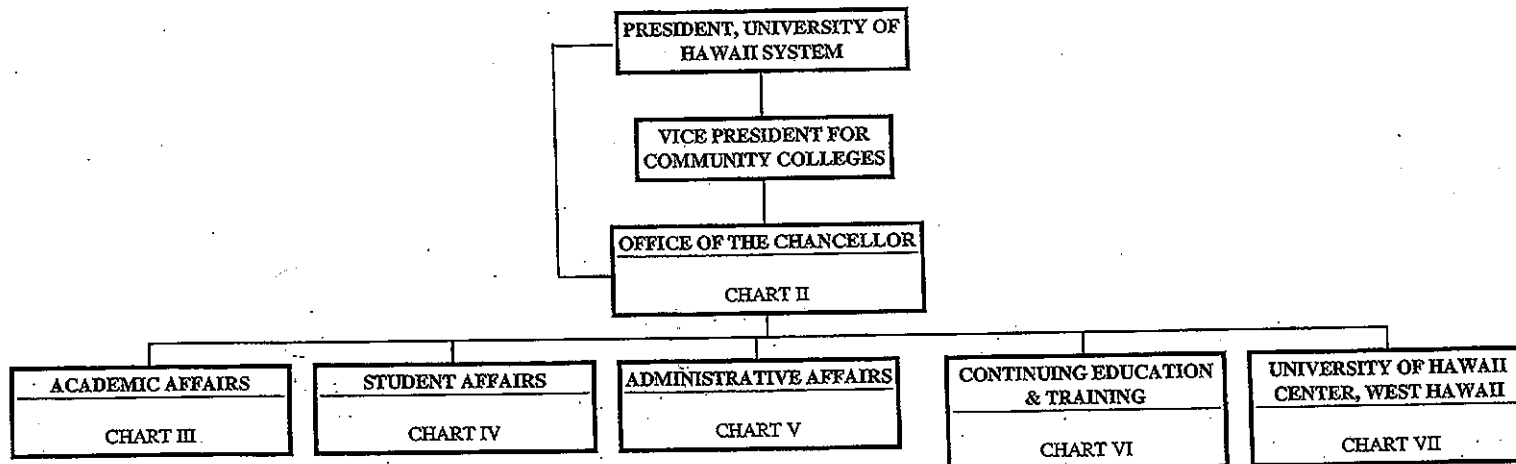 PRESIDENT, UNIVERSITY OF
HAWAII SYSTEM
VICE PRESIDENT FOR
COMMUNITY COLLEGES
OFFICE OF THE CHANCELLOR
CHART II
ACADEMIC AFFAIRS
CHART III
STUDENT AFFAIRS
CHART IV
ADMINISTRATIVE AFFAIRS
CHART V
CONTINUING EDUCATION
& TRAINING
CHART VI
UNIVERSITY OF HAWAII
CENTER, WEST HAWAII
CHART VII